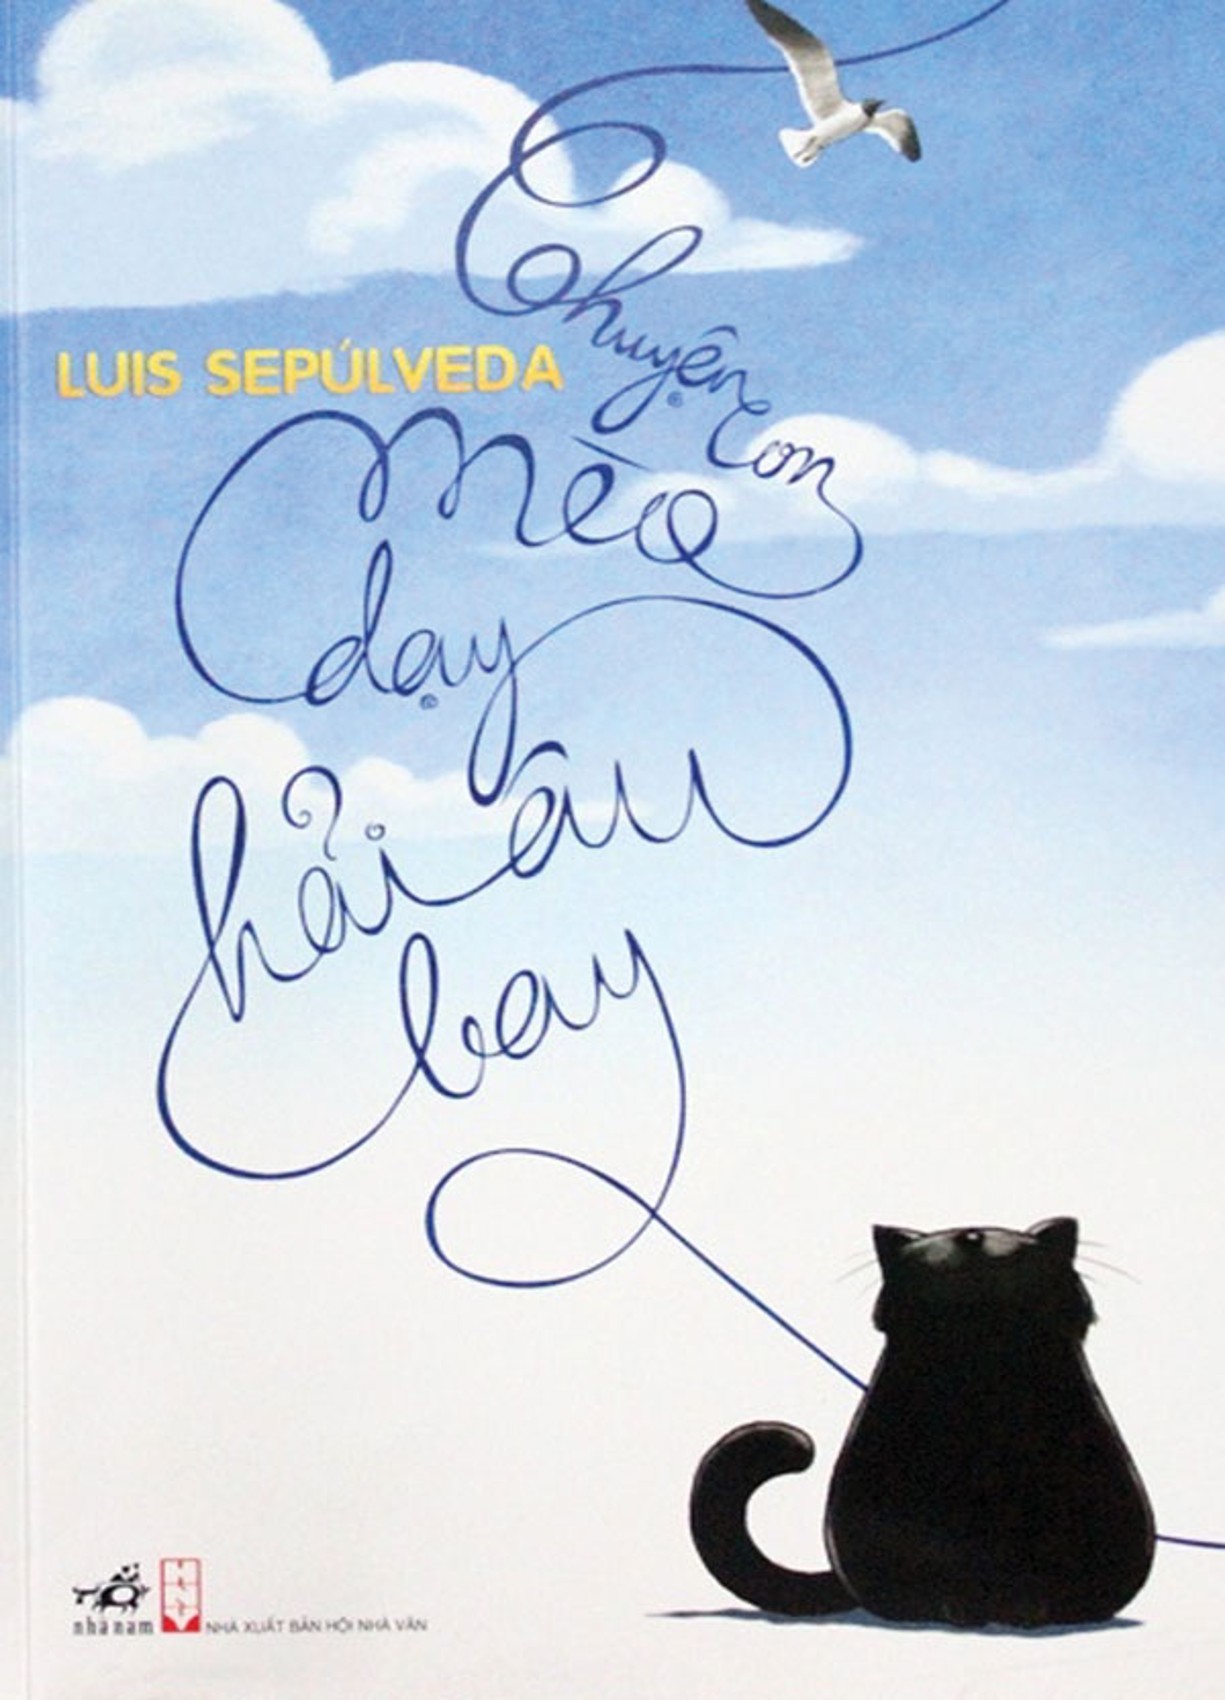 Chuyện con
LUIS SEPÚLVEDA
mèo
dạy
hải âu
bay
nhã nam
NHÀ XUẤT BẢN HỘI NHÀ VĂN